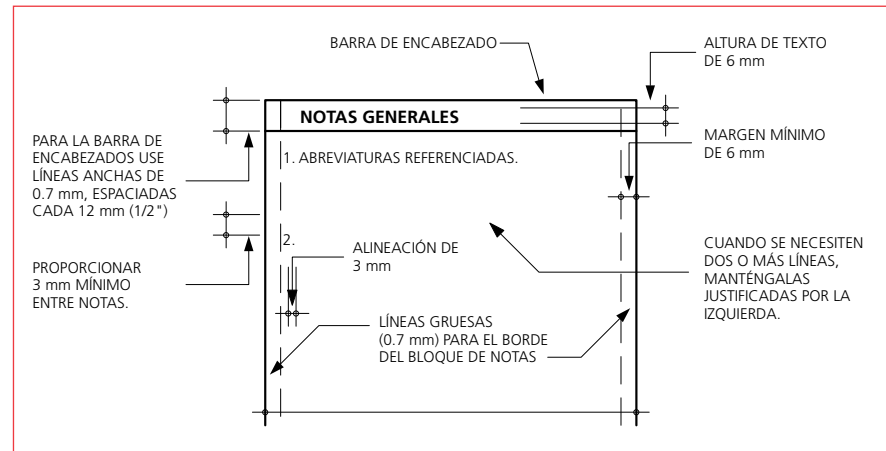 BARRA DE ENCABEZADO
ALTURA DE TEXTO
DE 6 mm
NOTAS GENERALES
PARA LA BARRA DE
ENCABEZADOS USE
LÍNEAS ANCHAS DE
0.7 mm, ESPACIADAS
CADA 12 mm (1/2")
MARGEN MÍNIMO
DE 6 mm
1. ABREVIATURAS REFERENCIADAS.
2.
ALINEACIÓN DE
3 mm
CUANDO SE NECESITEN
DOS O MÁS LÍNEAS,
MANTÉNGALAS
JUSTIFICADAS POR LA
IZQUIERDA.
PROPORCIONAR
3 mm MÍNIMO
ENTRE NOTAS.
LÍNEAS GRUESAS
(0.7 mm) PARA EL BORDE
DEL BLOQUE DE NOTAS